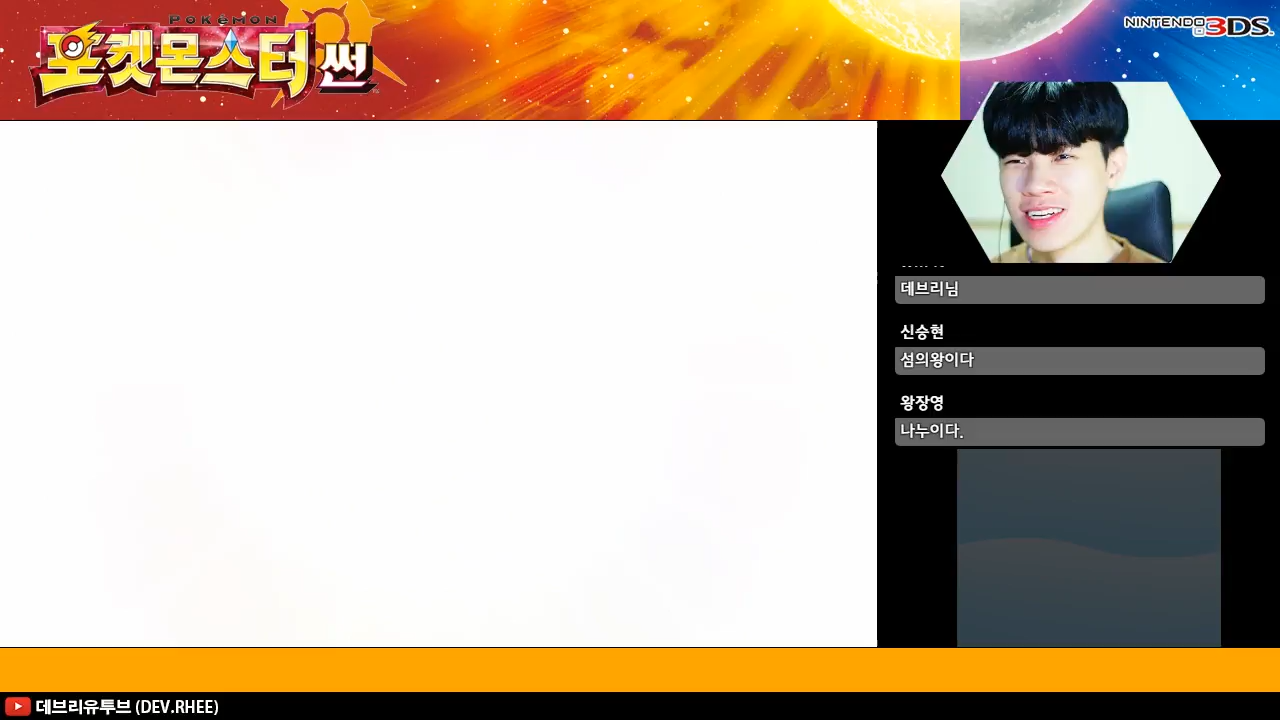 POKéMON
포켓몬스터 썬
NINTENDO 3DS
데브리님
신승현
섬의왕이다
왕장영
나누이다.
데브리유투브 (DEV.RHEE)